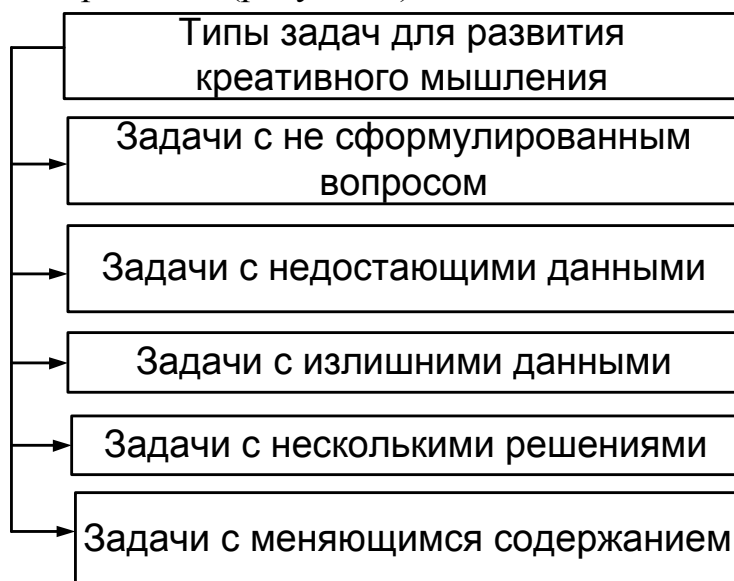 Типы задач для развития
креативного мышления
Задачи с не сформулированным
вопросом
Задачи с недостающими данными
Задачи с излишними данными
Задачи с несколькими решениями
Задачи с меняющимся содержанием